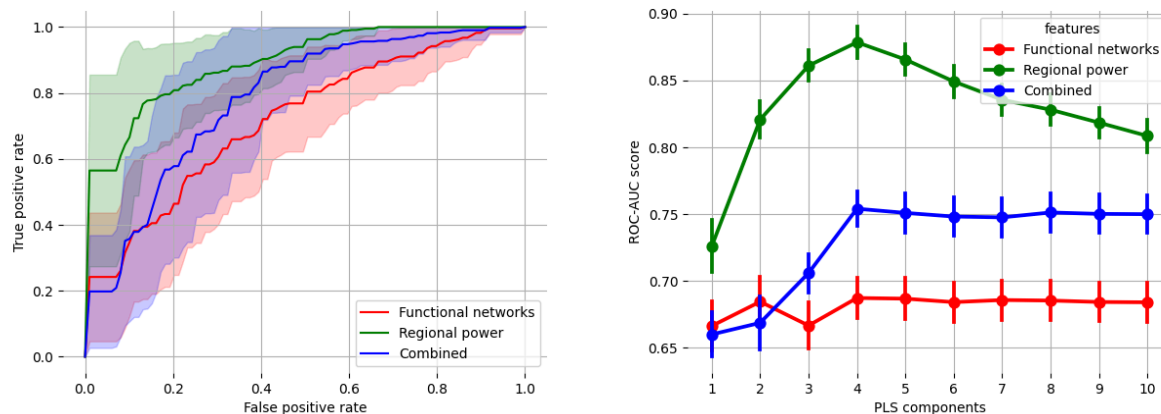 1.0
0.8
0.6
0.4
0.2
0.0
True positive rate
Functional networks
Regional power
Combined
0.0 0.2 0.4 0.6 0.8 1.0
False positive rate
0.90
0.85
0.80
0.75
0.70
0.65
ROC-AUC score
features
Functional networks
Regional power
Combined
1 2 3 4 5 6 7 8 9 10
PLS components